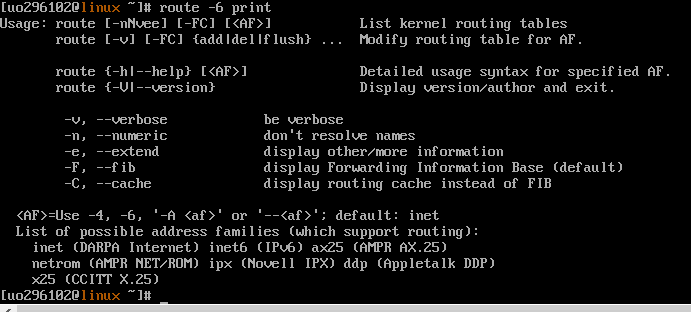 [uo296102@linux ~]# route -6 print
Usage: route [-nNvee] [-FC] [<AF>]           List kernel routing tables
       route [-v] [-FC] {add|del|flush} ...  Modify routing table for AF.
       route {-h|--help} [<AF>]              Detailed usage syntax for specified AF.
       route {-V|--version}                  Display version/author and exit.
        -v, --verbose            be verbose
        -n, --numeric            don't resolve names
        -e, --extend             display other/more information
        -F, --fib                display Forwarding Information Base (default)
        -C, --cache              display routing cache instead of FIB
  <AF>=Use -4, -6, '-A <af>' or '--<af>'; default: inet
  List of possible address families (which support routing):
    inet (DARPA Internet) inet6 (IPv6) ax25 (AMPR AX.25)
    netrom (AMPR NET/ROM) ipx (Novell IPX) ddp (Appletalk DDP)
    x25 (CCITT X.25)
[uo296102@linux ~]# _